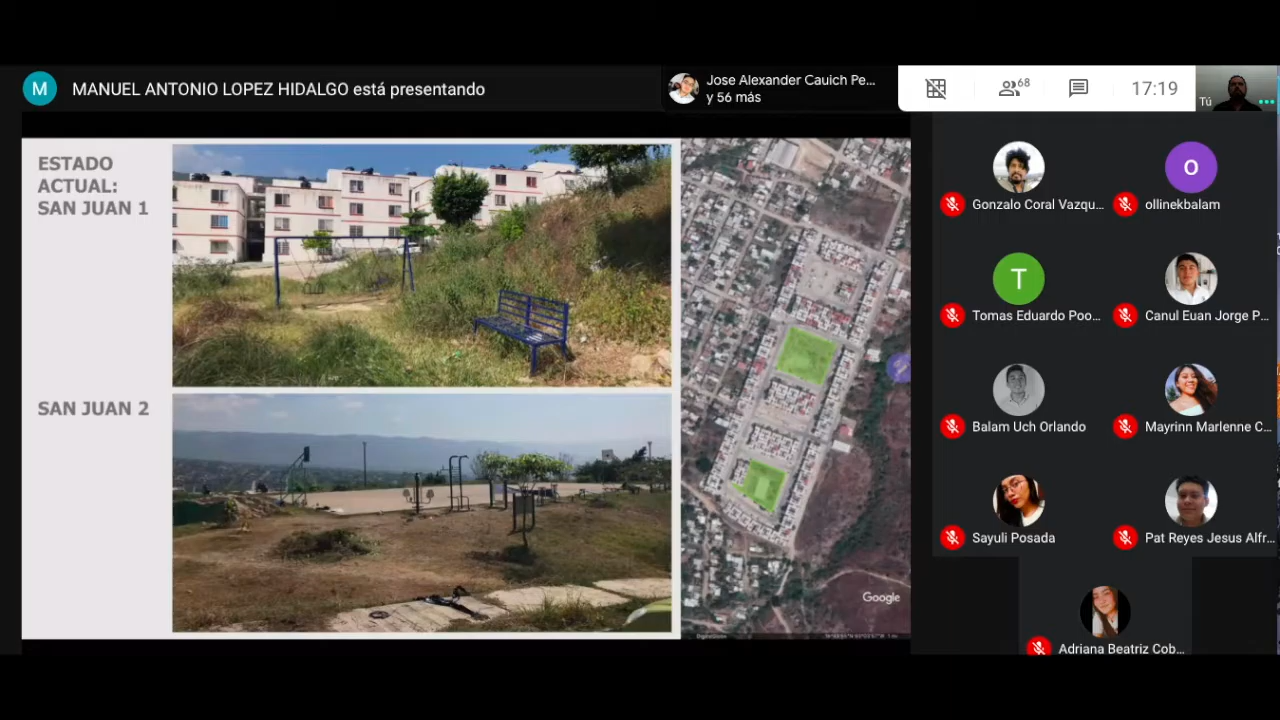 M
MANUEL ANTONIO LOPEZ HIDALGO está presentando
Jose Alexander Cauich Pe...
y 56 más
68
17:19
Tú
ESTADO
ACTUAL:
SAN JUAN 1
SAN JUAN 2
Google
Gonzalo Coral Vazqu...
O
ollinekbalam
T
Tomas Eduardo Poo...
Canul Euan Jorge P...
Balam Uch Orlando
Mayrinn Marlenne C...
Sayuli Posada
Pat Reyes Jesus Alfr...
Adriana Beatriz Cob...